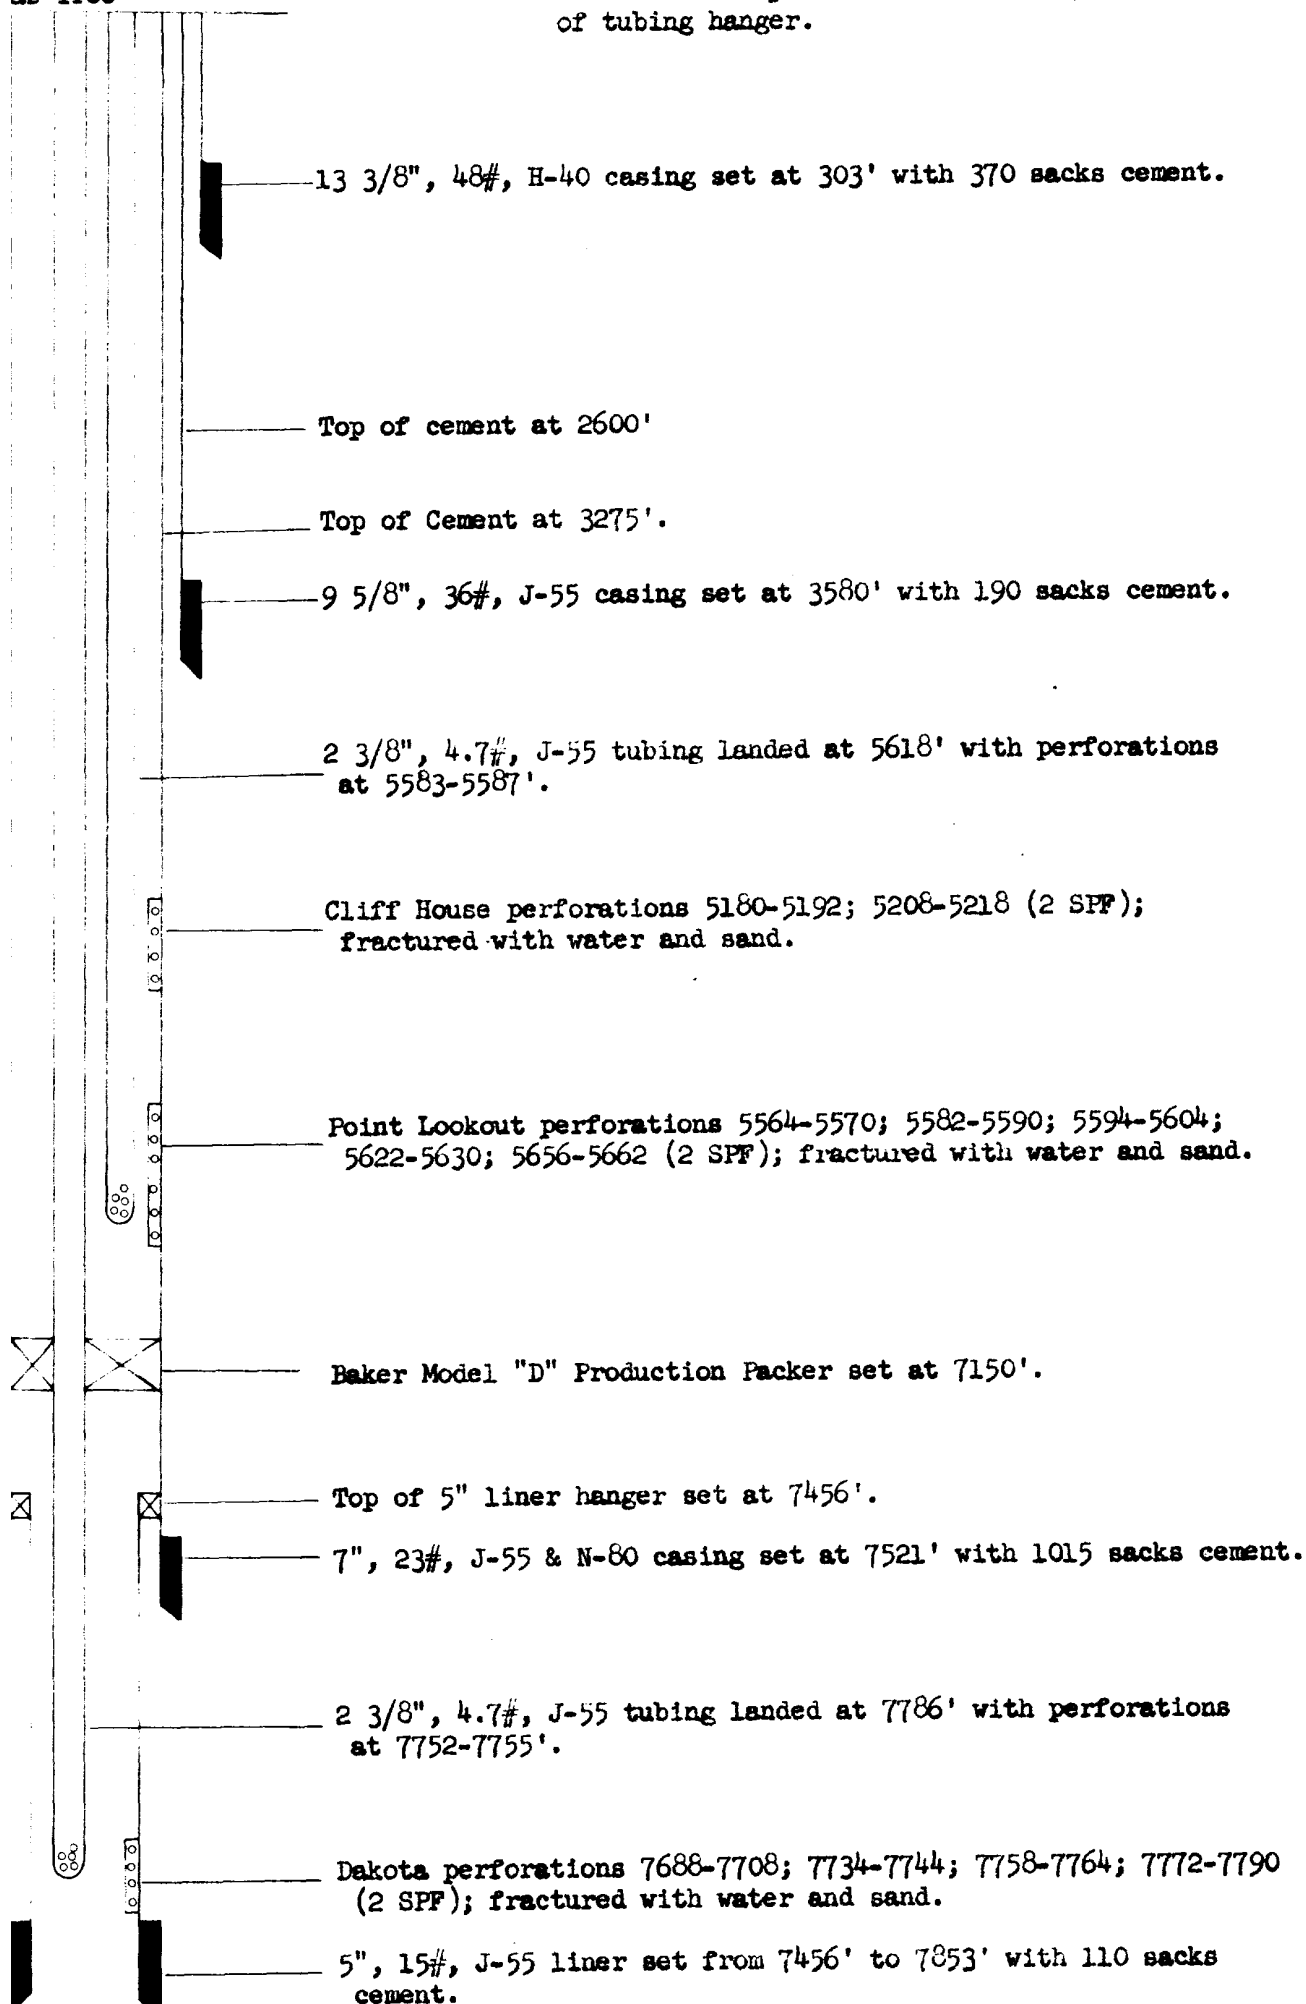 of tubing hanger.
13 3/8", 48#, H-40 casing set at 303' with 370 sacks cement.
Top of cement at 2600'
Top of Cement at 3275'.
9 5/8", 36#, J-55 casing set at 3580' with 190 sacks cement.
2 3/8", 4.7#, J-55 tubing landed at 5618' with perforations
at 5583-5587'.
Cliff House perforations 5180-5192; 5208-5218 (2 SPF);
fractured with water and sand.
Point Lookout perforations 5564-5570; 5582-5590; 5594-5604;
5622-5630; 5656-5662 (2 SPF); fractured with water and sand.
Baker Model "D" Production Packer set at 7150'.
Top of 5" liner hanger set at 7456'.
7", 23#, J-55 & N-80 casing set at 7521' with 1015 sacks cement.
2 3/8", 4.7#, J-55 tubing landed at 7786' with perforations
at 7752-7755'.
Dakota perforations 7688-7708; 7734-7744; 7758-7764; 7772-7790
(2 SPF); fractured with water and sand.
5", 15#, J-55 liner set from 7456' to 7853' with 110 sacks
cement.